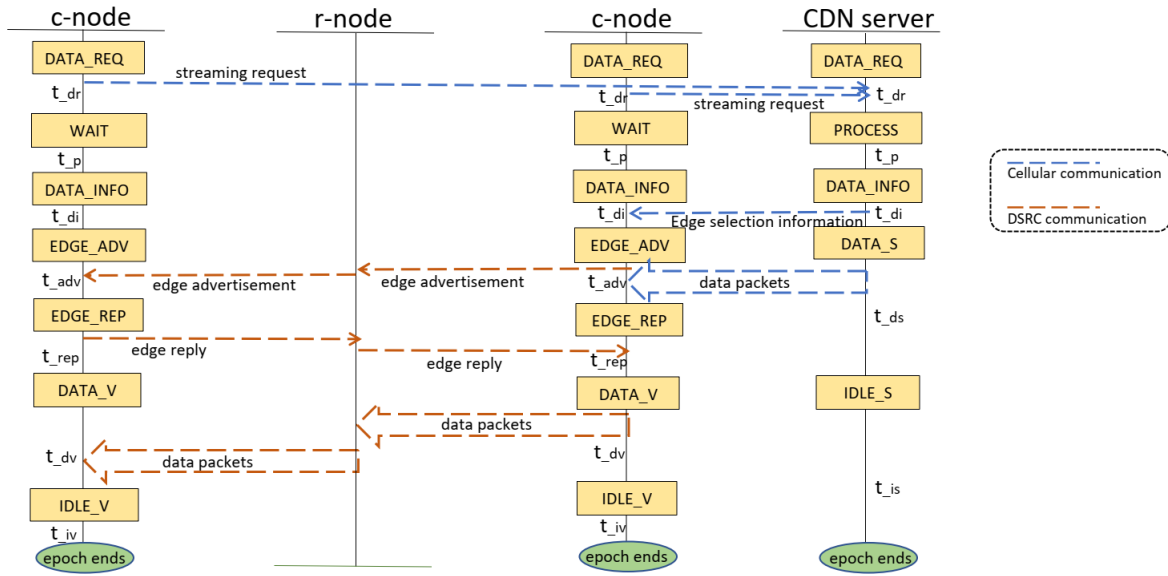 c-node r-node c-node CDN server
DATA_REQ DATA_REQ DATA_REQ
streaming request
t_dr t_dr streaming request t_dr
WAIT WAIT PROCESS
t_p t_p t_p
Cellular communication
DATA_INFO DATA_INFO DATA_INFO
t_di t_di Edge selection information t_di
DSRC communication
EDGE_ADV EDGE_ADV DATA_S
t_adv edge advertisement edge advertisement t_adv data packets
EDGE_REP EDGE_REP t_ds
edge reply
t_rep edge reply t_rep
DATA_V DATA_V IDLE_S
data packets
t_dv data packets t_dv
t_is
IDLE_V IDLE_V
t_iv t_iv
epoch ends epoch ends epoch ends